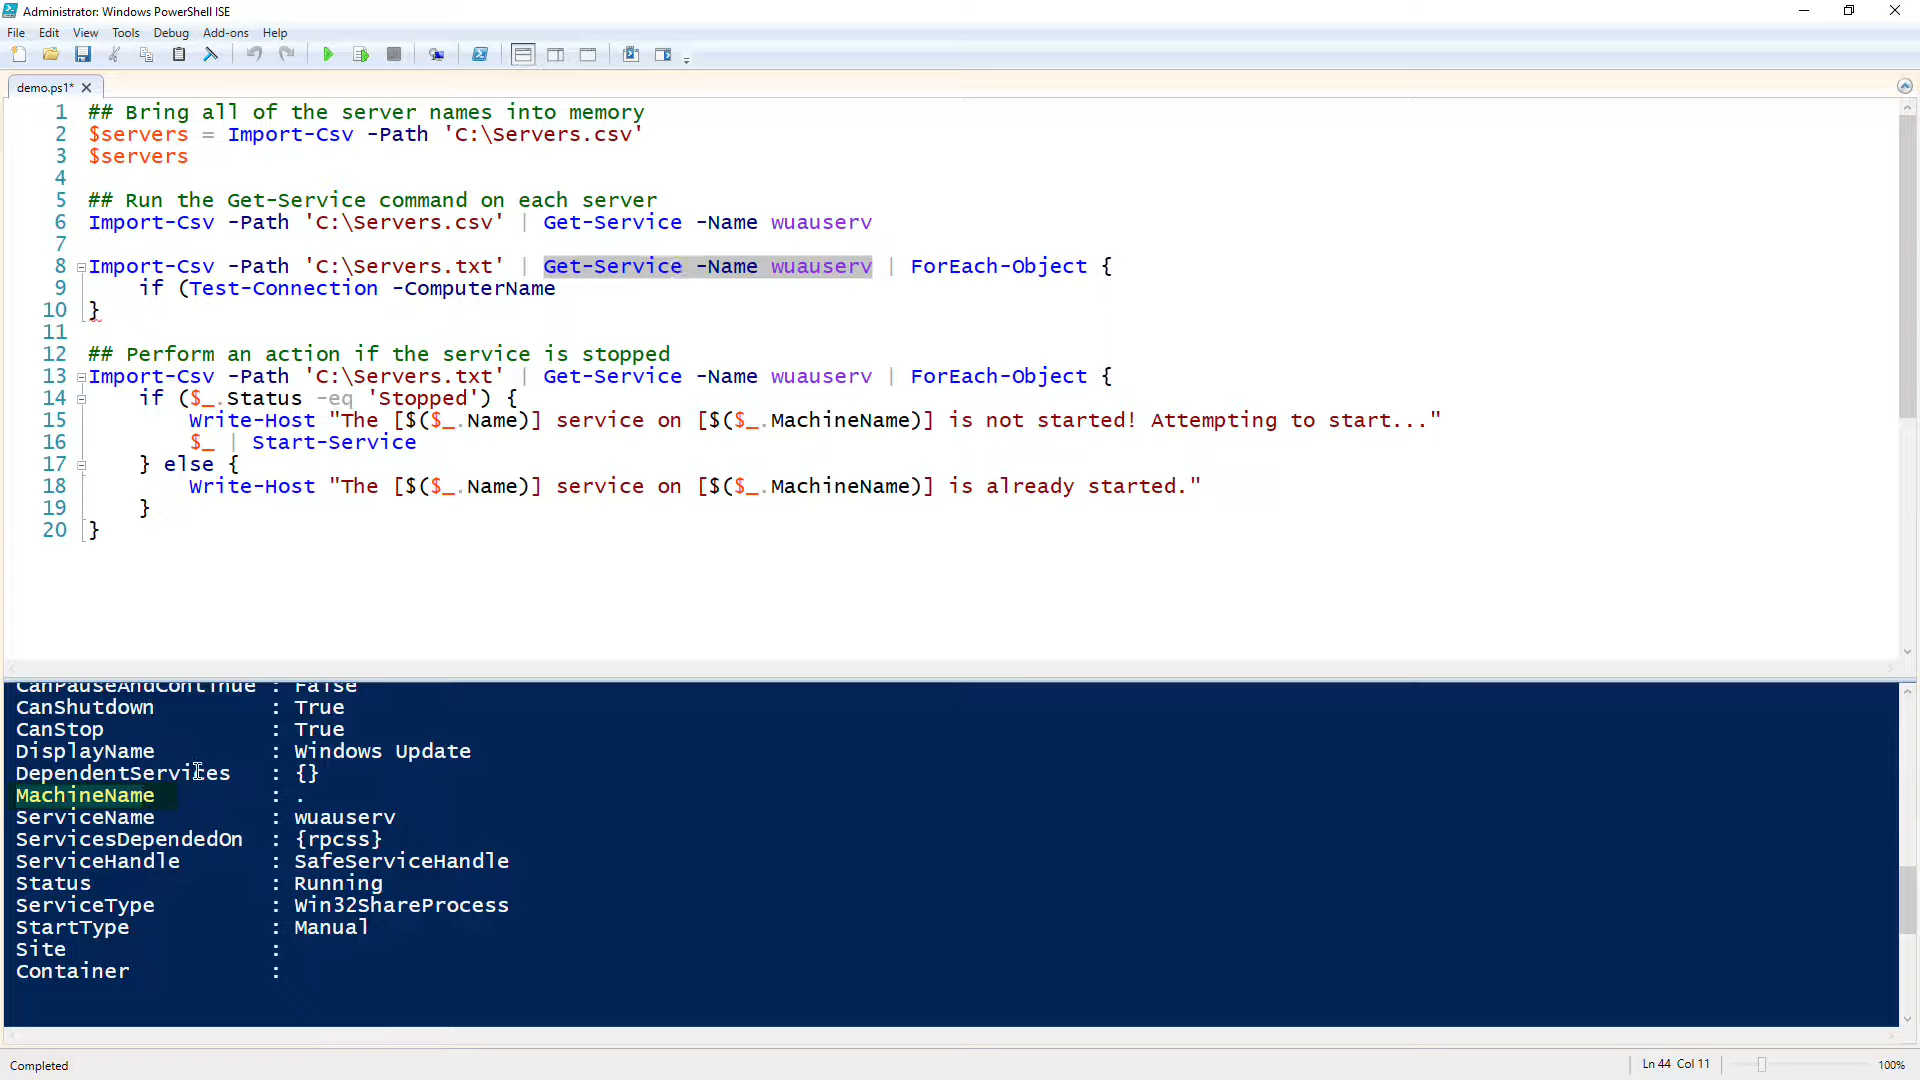 Administrator: Windows PowerShell ISE
File Edit View Tools Debug Add-ons Help
demo.ps1*
1 ## Bring all of the server names into memory
2 $servers = Import-Csv -Path 'C:\Servers.csv'
3 $servers
4
5 ## Run the Get-Service command on each server
6 Import-Csv -Path 'C:\Servers.csv' | Get-Service -Name wuauserv
7
8 Import-Csv -Path 'C:\Servers.txt' | Get-Service -Name wuauserv | ForEach-Object {
9     if (Test-Connection -ComputerName
10 }
11
12 ## Perform an action if the service is stopped
13 Import-Csv -Path 'C:\Servers.txt' | Get-Service -Name wuauserv | ForEach-Object {
14     if ($_.Status -eq 'Stopped') {
15         Write-Host "The [$($_.Name)] service on [$($_.MachineName)] is not started! Attempting to start..."
16         $_ | Start-Service
17     } else {
18         Write-Host "The [$($_.Name)] service on [$($_.MachineName)] is already started."
19     }
20 }
CanPauseAndContinue : False
CanShutdown : True
CanStop : True
DisplayName : Windows Update
DependentServices : {}
MachineName : .
ServiceName : wuauserv
ServicesDependedOn : {rpcss}
ServiceHandle : SafeServiceHandle
Status : Running
ServiceType : Win32ShareProcess
StartType : Manual
Site :
Container :
Completed
Ln 44 Col 11
100%